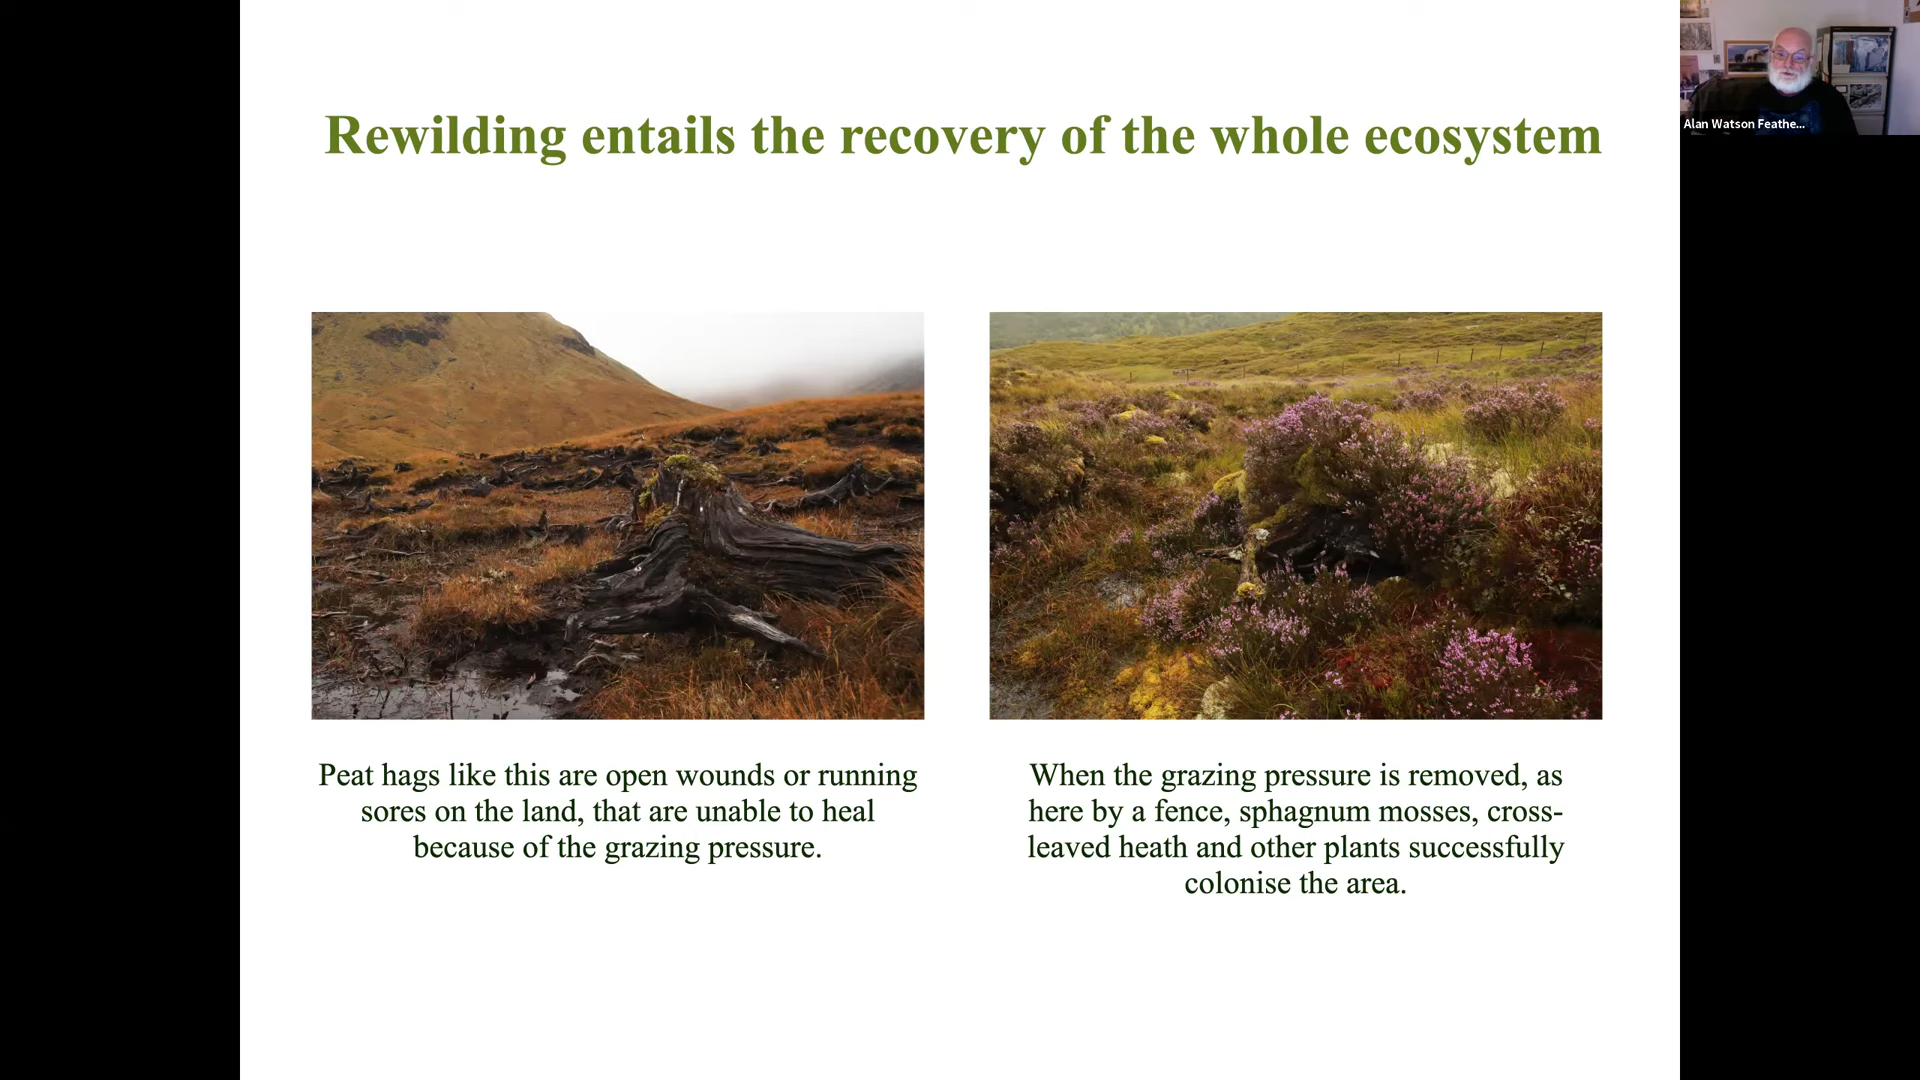 Rewilding entails the recovery of the whole ecosystem
Alan Watson Feathe...
Peat hags like this are open wounds or running
sores on the land, that are unable to heal
because of the grazing pressure.
When the grazing pressure is removed, as
here by a fence, sphagnum mosses, cross-
leaved heath and other plants successfully
colonise the area.